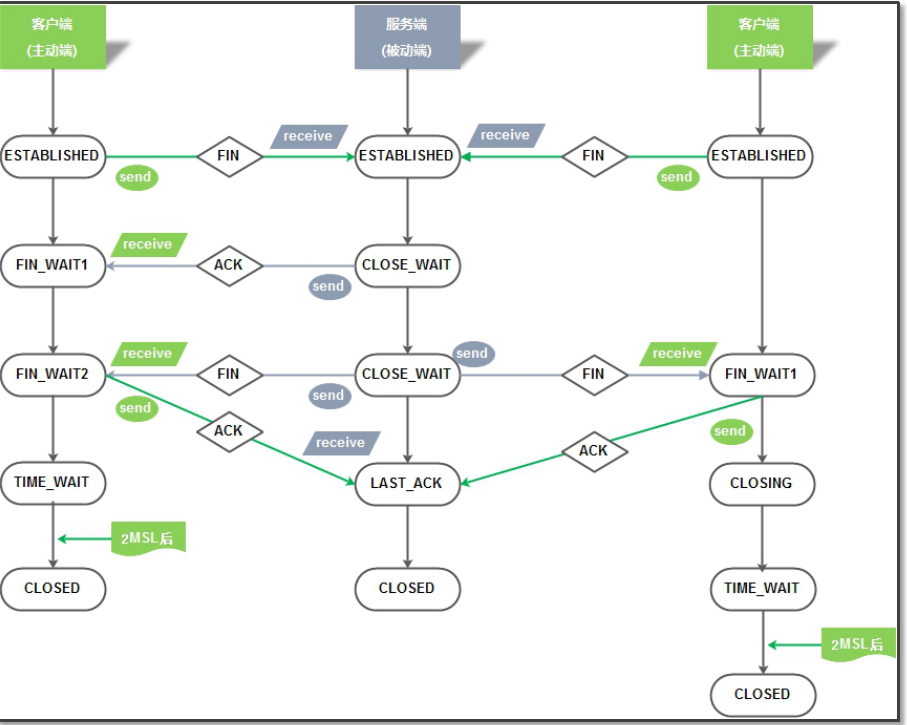 客户端
(主动端)
服务端
(被动端)
客户端
(主动端)
receive
receive
ESTABLISHED
FIN
ESTABLISHED
FIN
ESTABLISHED
send
send
receive
FIN_WAIT1
ACK
CLOSE_WAIT
send
receive
send
receive
FIN_WAIT2
FIN
CLOSE_WAIT
FIN
FIN_WAIT1
send
send
ACK
receive
send
ACK
TIME_WAIT
LAST_ACK
CLOSING
2MSL后
CLOSED
CLOSED
TIME_WAIT
2MSL后
CLOSED